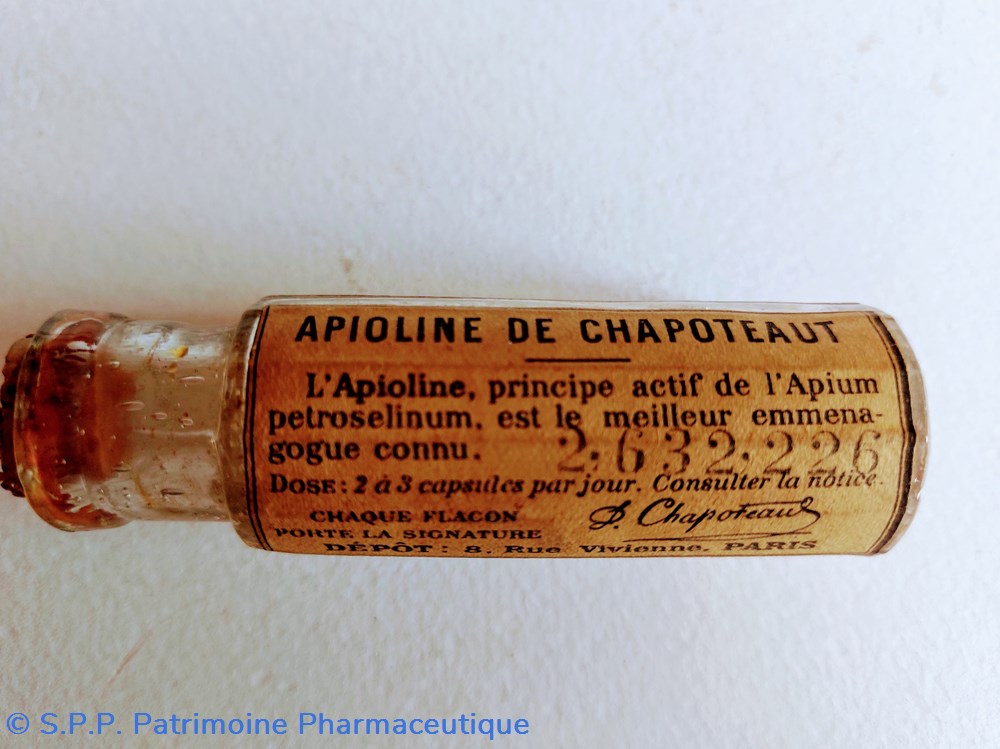 APIOLINE DE CHAPOTEAUT
L'Apioline, principe actif de l'Apium
petroselinum, est le meilleur emmena-
gogue connu.
2,632,226
DOSE: 2 à 3 capsules par jour. Consulter la notice.
CHAQUE FLACON
PORTE LA SIGNATURE
P. Chapoteaut
DÉPÔT: 8, Rue Vivienne, PARIS
© S.P.P. Patrimoine Pharmaceutique